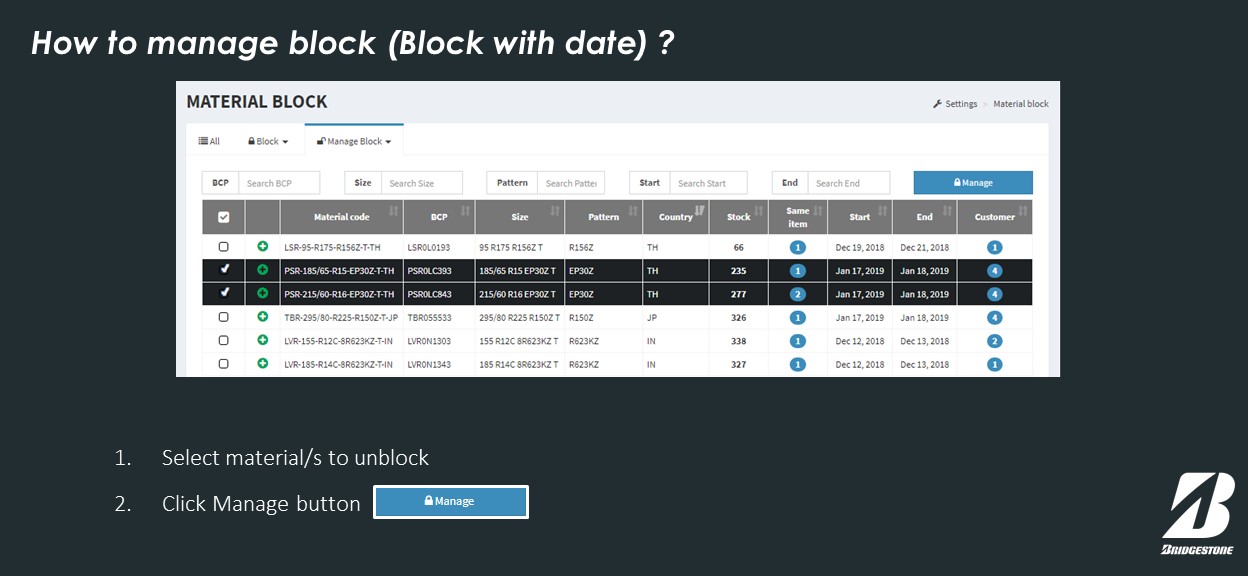 How to manage block (Block with date) ?
MATERIAL BLOCK
Settings > Material block
All Block Manage Block
BCP Search BCP Size Search Size Pattern Search Patter Start Search Start End Search End Manage
Material code BCP Size Pattern Country Stock Same item Start End Customer
LSR-95-R175-R156Z-T-TH LSR0L0193 95 R175 R156Z T R156Z TH 66 1 Dec 19, 2018 Dec 21, 2018 1
PSR-185/65-R15-EP30Z-T-TH PSR0LC393 185/65 R15 EP30Z T EP30Z TH 235 1 Jan 17, 2019 Jan 18, 2019 4
PSR-215/60-R16-EP30Z-T-TH PSR0LC843 215/60 R16 EP30Z T EP30Z TH 277 2 Jan 17, 2019 Jan 18, 2019 4
TBR-295/80-R225-R150Z-T-JP TBR055533 295/80 R225 R150Z T R150Z JP 326 1 Jan 17, 2019 Jan 18, 2019 4
LVR-155-R12C-8R623KZ-T-IN LVR0N1303 155 R12C 8R623KZ T R623KZ IN 338 1 Dec 12, 2018 Dec 13, 2018 2
LVR-185-R14C-8R623KZ-T-IN LVR0N1343 185 R14C 8R623KZ T R623KZ IN 327 1 Dec 12, 2018 Dec 13, 2018 1
1. Select material/s to unblock
2. Click Manage button Manage
BRIDGESTONE